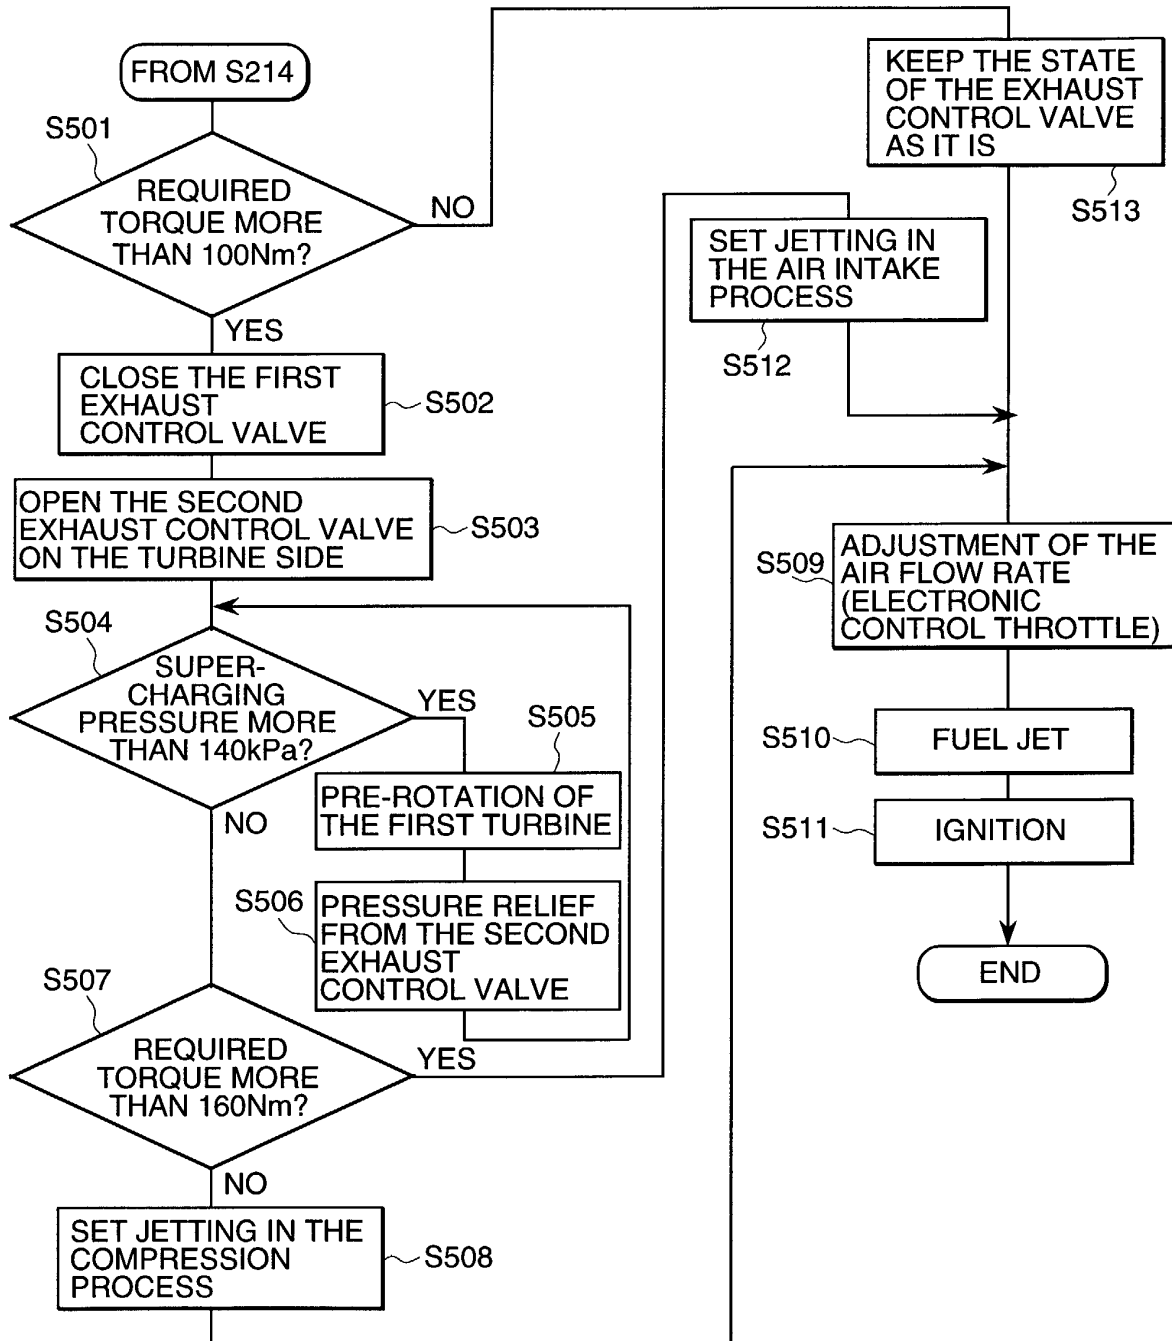 FROM S214
S501
REQUIRED
TORQUE MORE
THAN 100Nm?
NO
YES
CLOSE THE FIRST
EXHAUST
CONTROL VALVE
S502
OPEN THE SECOND
EXHAUST CONTROL VALVE
ON THE TURBINE SIDE
S503
S504
SUPER-
CHARGING
PRESSURE MORE
THAN 140kPa?
YES
NO
S505
PRE-ROTATION OF
THE FIRST TURBINE
S506
PRESSURE RELIEF
FROM THE SECOND
EXHAUST
CONTROL VALVE
S507
REQUIRED
TORQUE MORE
THAN 160Nm?
YES
NO
SET JETTING IN THE
COMPRESSION
PROCESS
S508
KEEP THE STATE
OF THE EXHAUST
CONTROL VALVE
AS IT IS
S513
SET JETTING IN
THE AIR INTAKE
PROCESS
S512
S509
ADJUSTMENT OF THE
AIR FLOW RATE
(ELECTRONIC
CONTROL THROTTLE)
S510
FUEL JET
S511
IGNITION
END